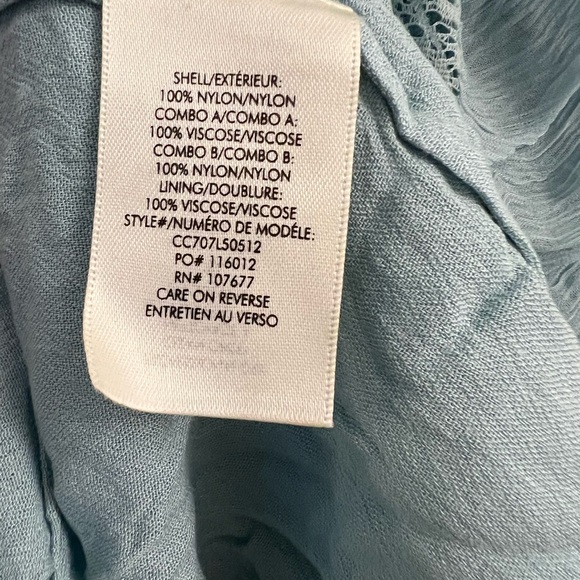 SHELL/EXTÉRIEUR:
100% NYLON/NYLON
COMBO A/COMBO A:
100% VISCOSE/VISCOSE
COMBO B/COMBO B:
100% NYLON/NYLON
LINING/DOUBLURE:
100% VISCOSE/VISCOSE
STYLE#/NUMÉRO DE MODÉLE:
CC707L50512
PO# 116012
RN# 107677
CARE ON REVERSE
ENTRETIEN AU VERSO